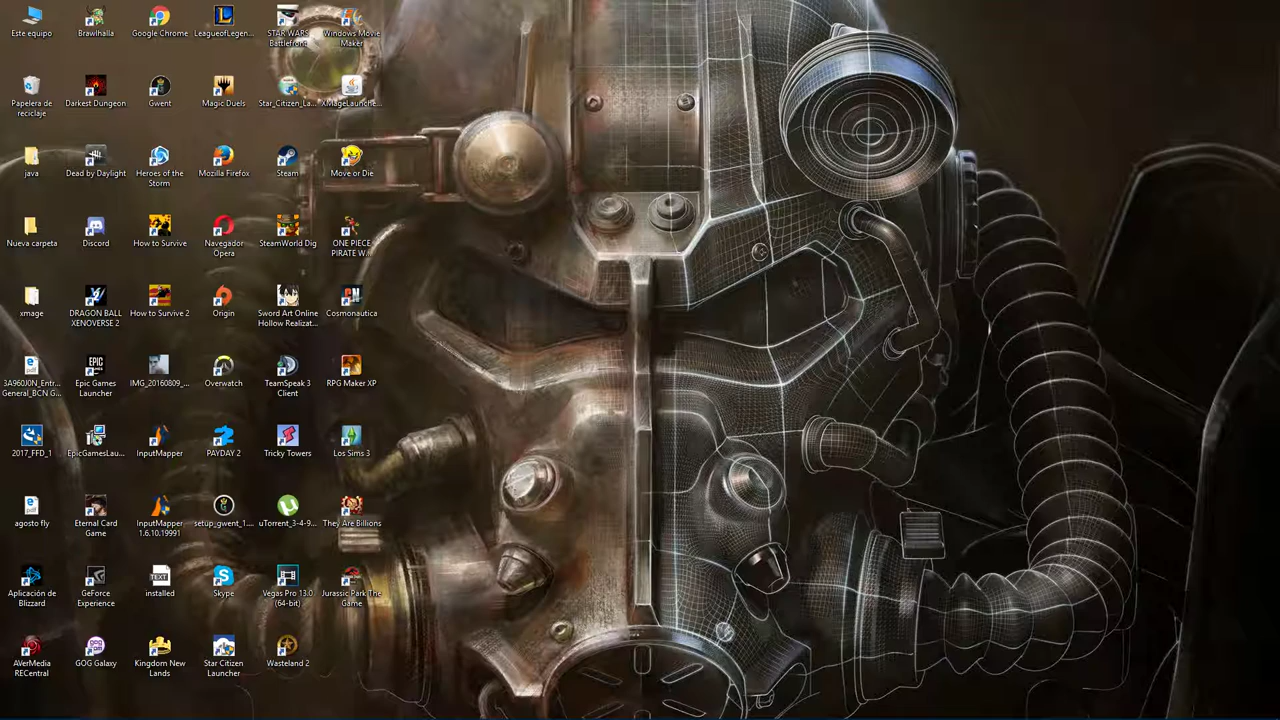 Este equipo
Brawlhalla
Google Chrome
LeagueofLegen...
STAR WARS
Battlefront
Windows Movie
Maker
Papelera de
reciclaje
Darkest Dungeon
Gwent
Magic Duels
Star_Citizen_La...
XMageLaunche...
java
Dead by Daylight
Heroes of the
Storm
Mozilla Firefox
Steam
Move or Die
Nueva carpeta
Discord
How to Survive
Navegador
Opera
SteamWorld Dig
ONE PIECE
PIRATE W...
xmage
DRAGON BALL
XENOVERSE 2
How to Survive 2
Origin
Sword Art Online
Hollow Realizat...
Cosmonautica
3A960J0N_Entr...
General_BCN G...
EPIC
GAMES
Epic Games
Launcher
IMG_20160809_...
Overwatch
TeamSpeak 3
Client
RPG Maker XP
2017_FFD_1
EpicGamesLau...
InputMapper
PAYDAY 2
Tricky Towers
Los Sims 3
agosto fly
Eternal Card
Game
InputMapper
1.6.10.19991
setup_gwent_1....
uTorrent_3-4-9...
They Are Billions
Aplicación de
Blizzard
GeForce
Experience
TEXT
installed
Skype
Vegas Pro 13.0
(64-bit)
Jurassic Park The
Game
AVerMedia
RECentral
GOG
COM
GOG Galaxy
Kingdom New
Lands
Star Citizen
Launcher
Wasteland 2